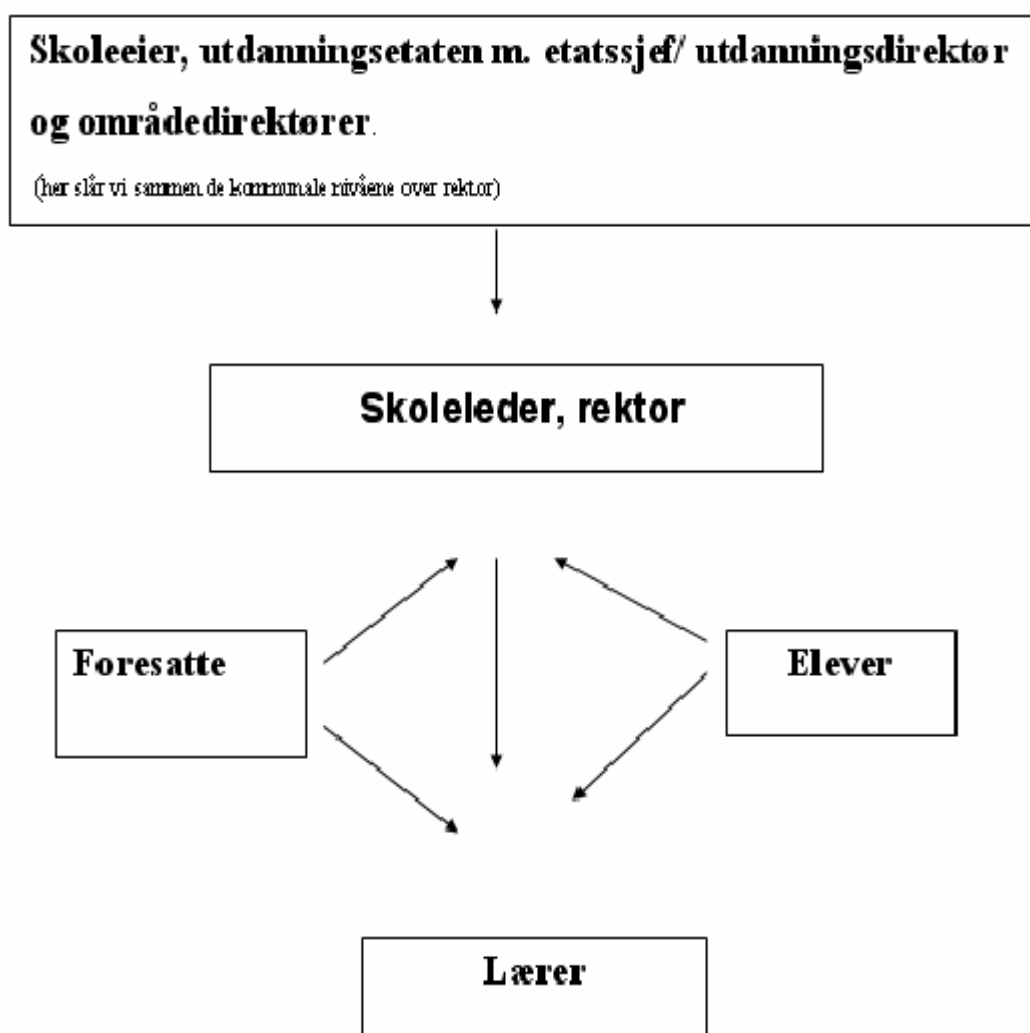 Skoleeier, utdanningsetaten m. etatssjef/ utdanningsdirektør
og områdedirektører.
(her slår vi sammen de kommunale nivåene over rektor)
Skoleleder, rektor
Foresatte
Elever
Lærer